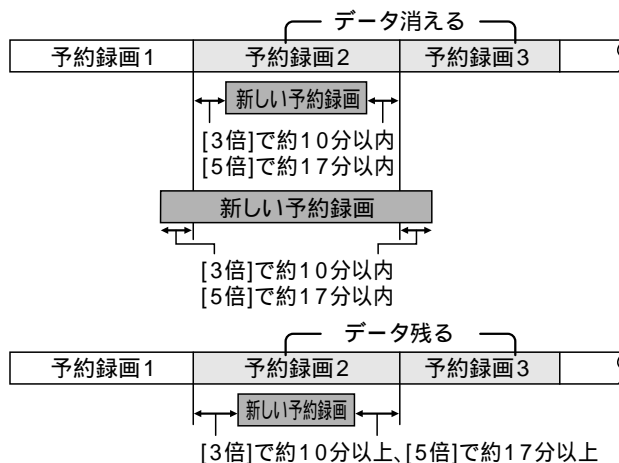 データ消える
予約録画1 予約録画2 予約録画3
新しい予約録画
[3倍]で約10分以内
[5倍]で約17分以内
新しい予約録画
[3倍]で約10分以内
[5倍]で約17分以内
データ残る
予約録画1 予約録画2 予約録画3
新しい予約録画
[3倍]で約10分以上、[5倍]で約17分以上